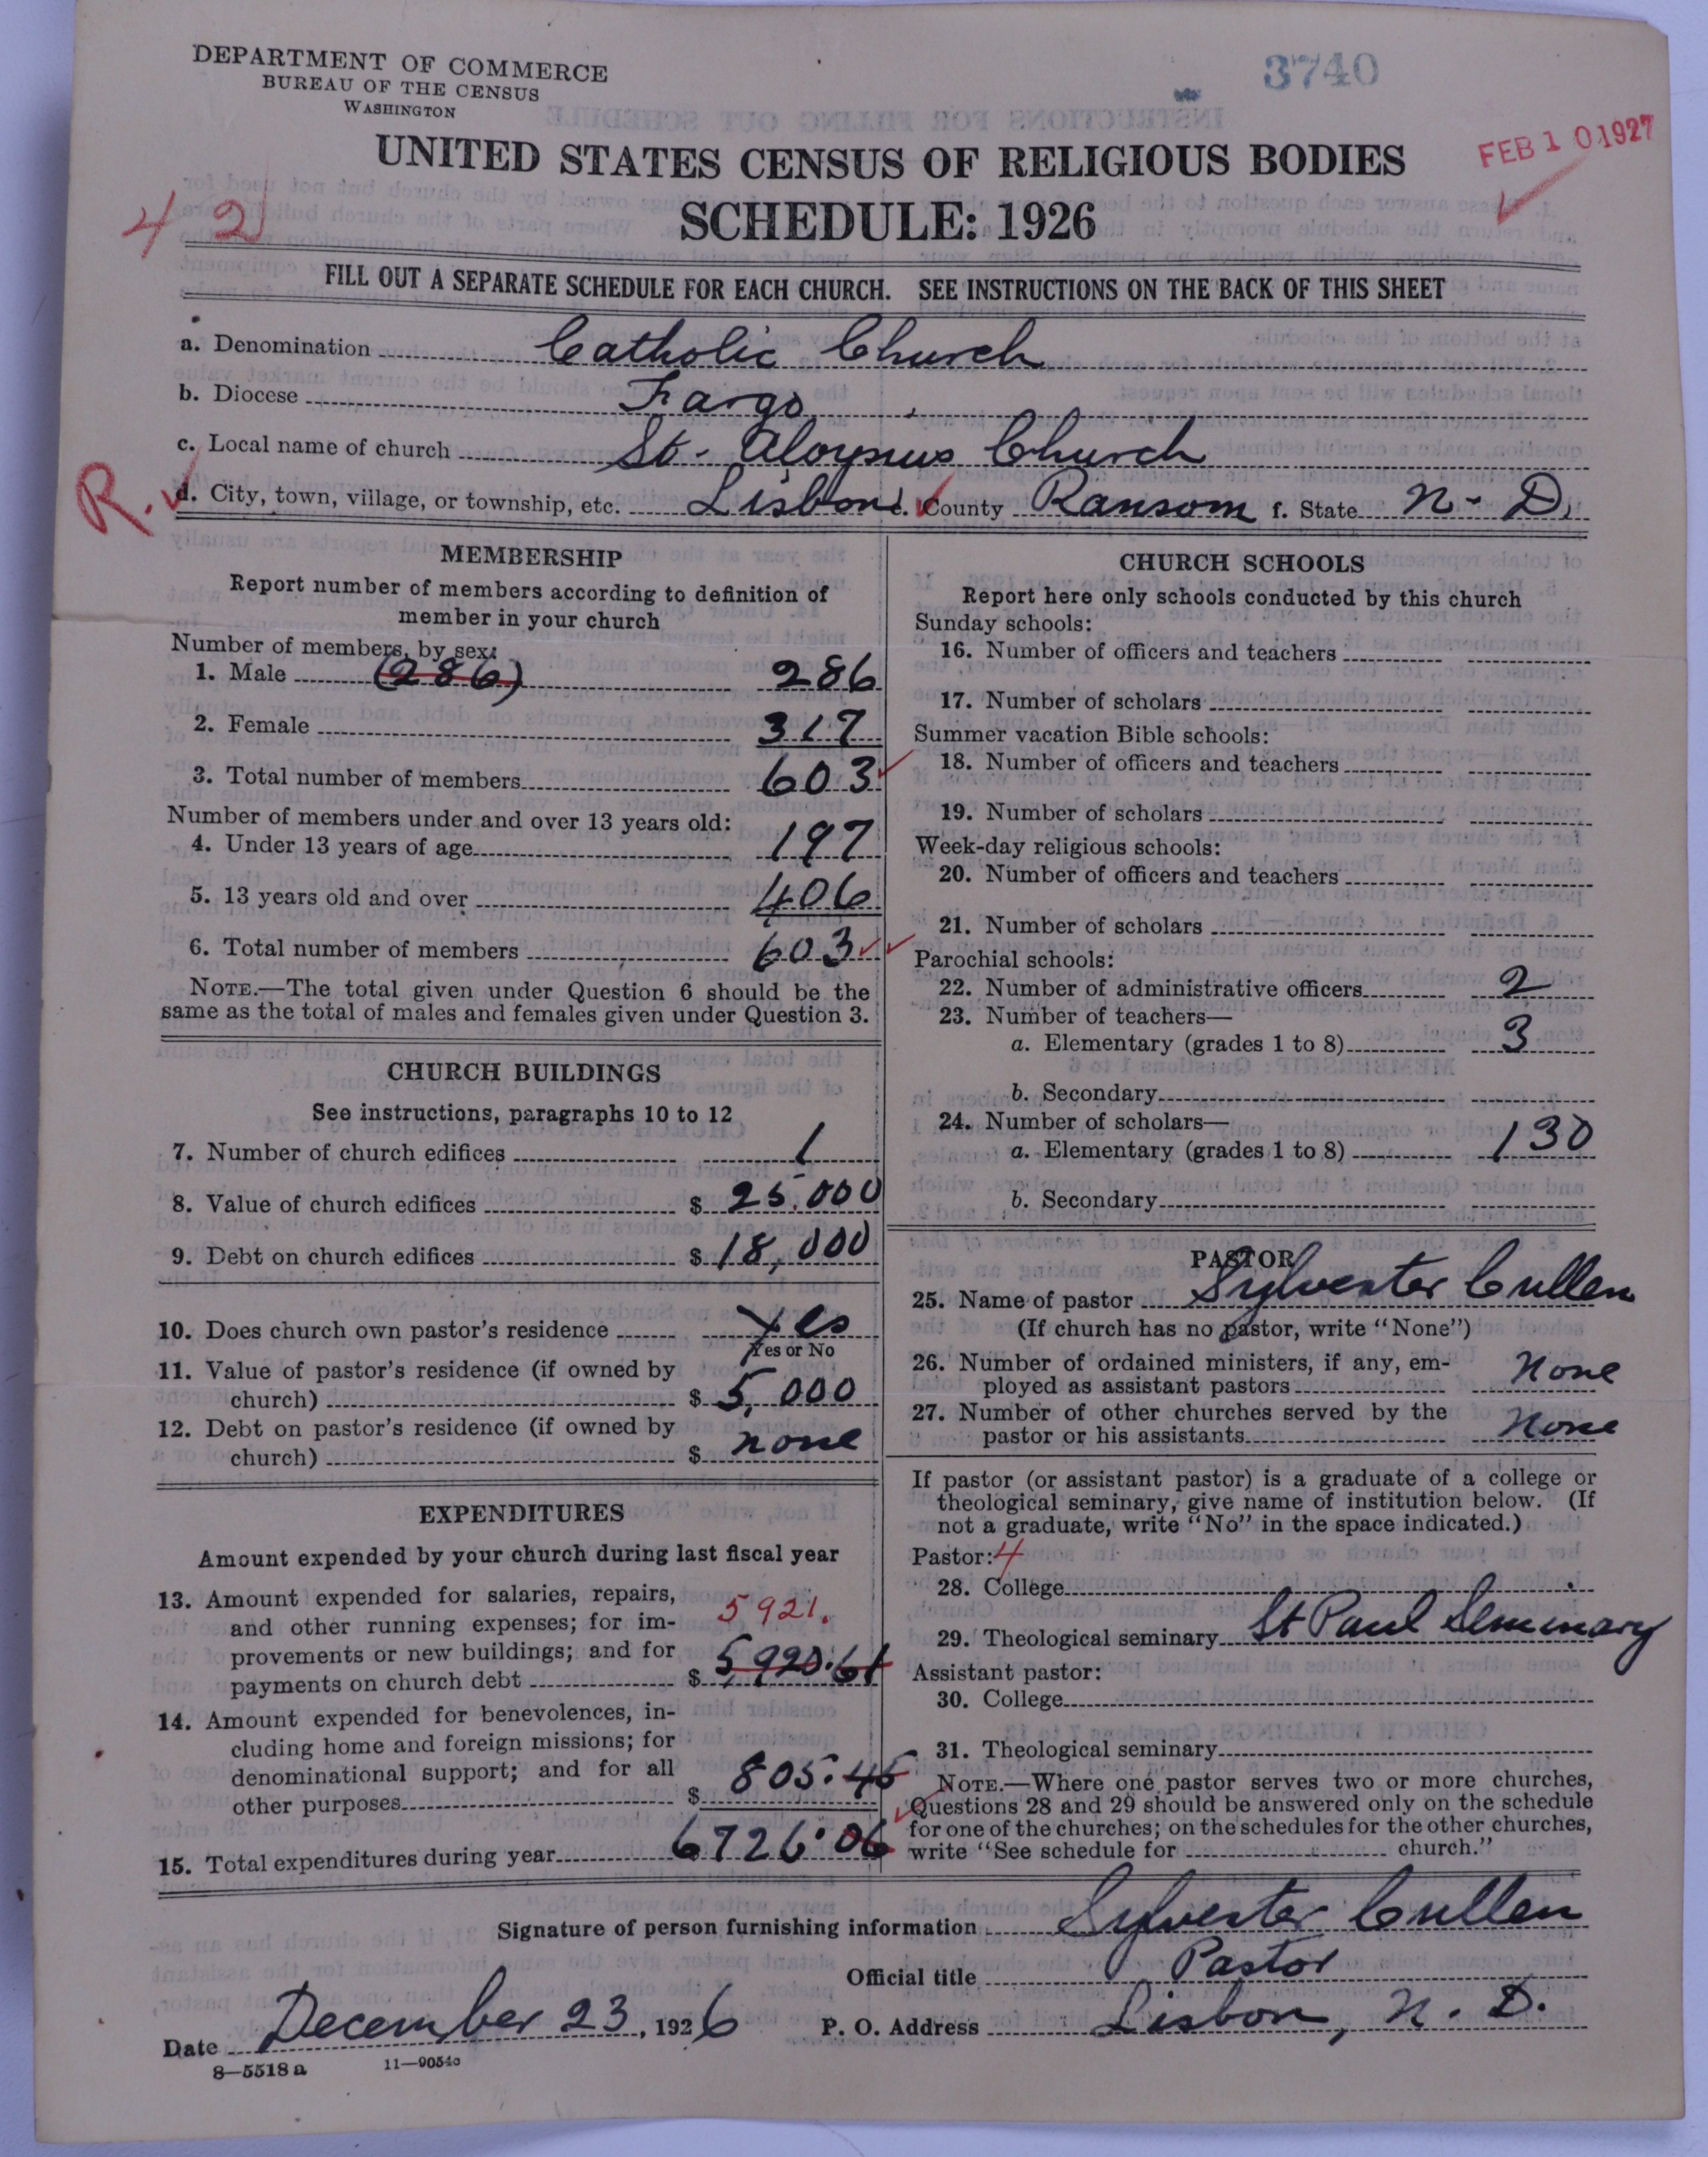 DEPARTMENT OF COMMERCE
BUREAU OF THE CENSUS
WASHINGTON
3740
FEB 10 1927
UNITED STATES CENSUS OF RELIGIOUS BODIES
42
SCHEDULE: 1926
FILL OUT A SEPARATE SCHEDULE FOR EACH CHURCH. SEE INSTRUCTIONS ON THE BACK OF THIS SHEET
a. Denomination Catholic Church
b. Diocese Fargo
c. Local name of church St. Aloysius Church
R.
d. City, town, village, or township, etc. Lisbon e. County Ransom f. State N. D.
MEMBERSHIP
Report number of members according to definition of
member in your church
Number of members, by sex:
1. Male (286) 286
2. Female 317
3. Total number of members 603
Number of members under and over 13 years old:
4. Under 13 years of age 197
5. 13 years old and over 406
6. Total number of members 603
NOTE.—The total given under Question 6 should be the
same as the total of males and females given under Question 3.
CHURCH BUILDINGS
See instructions, paragraphs 10 to 12
7. Number of church edifices 1
8. Value of church edifices $ 25,000
9. Debt on church edifices $ 18,000
10. Does church own pastor's residence Yes
Yes or No
11. Value of pastor's residence (if owned by
church) $ 5,000
12. Debt on pastor's residence (if owned by
church) $ none
EXPENDITURES
Amount expended by your church during last fiscal year
13. Amount expended for salaries, repairs,
and other running expenses; for im-
provements or new buildings; and for
payments on church debt $ 5920.61
5921.
14. Amount expended for benevolences, in-
cluding home and foreign missions; for
denominational support; and for all
other purposes $ 805.45
15. Total expenditures during year 6726.06
CHURCH SCHOOLS
Report here only schools conducted by this church
Sunday schools:
16. Number of officers and teachers
17. Number of scholars
Summer vacation Bible schools:
18. Number of officers and teachers
19. Number of scholars
Week-day religious schools:
20. Number of officers and teachers
21. Number of scholars
Parochial schools:
22. Number of administrative officers 2
23. Number of teachers—
a. Elementary (grades 1 to 8) 3
b. Secondary
24. Number of scholars—
a. Elementary (grades 1 to 8) 130
b. Secondary
PASTOR
25. Name of pastor Sylvester Cullen
(If church has no pastor, write "None")
26. Number of ordained ministers, if any, em-
ployed as assistant pastors None
27. Number of other churches served by the
pastor or his assistants None
If pastor (or assistant pastor) is a graduate of a college or
theological seminary, give name of institution below. (If
not a graduate, write "No" in the space indicated.)
Pastor: 4
28. College
29. Theological seminary St Paul Seminary
Assistant pastor:
30. College
31. Theological seminary
NOTE.—Where one pastor serves two or more churches,
Questions 28 and 29 should be answered only on the schedule
for one of the churches; on the schedules for the other churches,
write "See schedule for church."
Signature of person furnishing information Sylvester Cullen
Official title Pastor
Date December 23, 1926 P. O. Address Lisbon, N. D.
8—5518 a 11—9054c